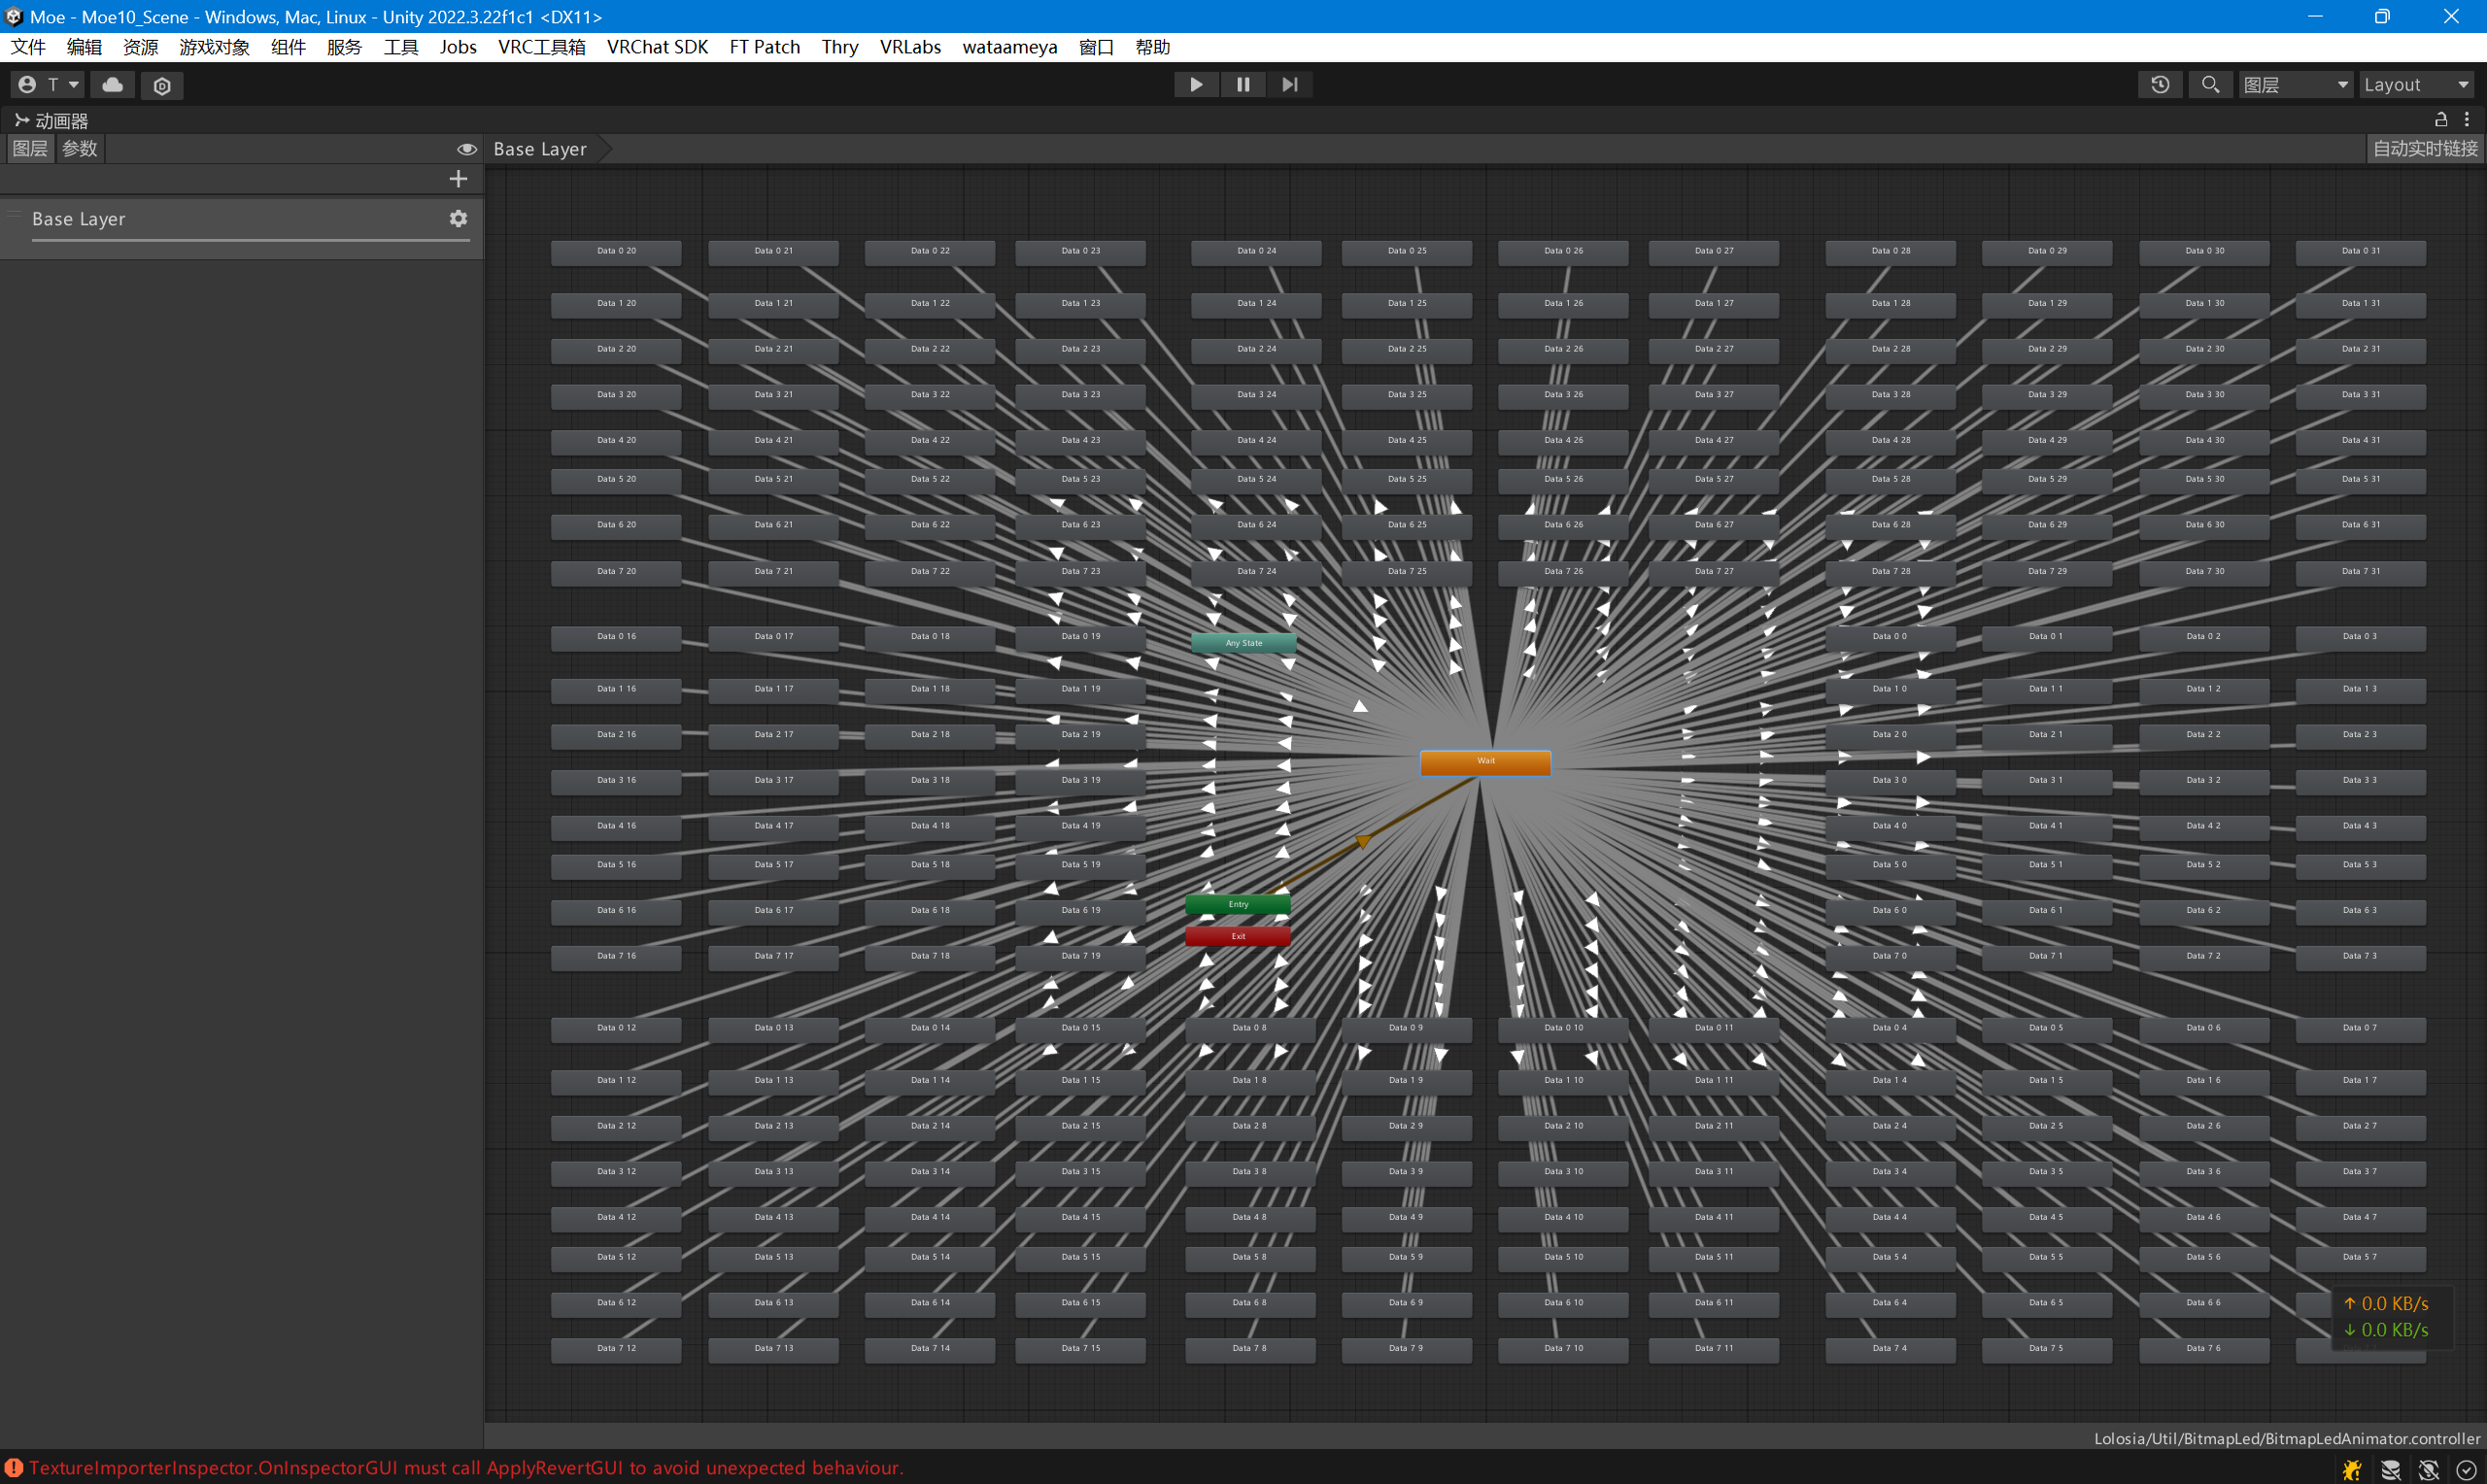 Moe - Moe10_Scene - Windows, Mac, Linux - Unity 2022.3.22f1c1 <DX11>
文件 编辑 资源 游戏对象 组件 服务 工具 Jobs VRC工具箱 VRChat SDK FT Patch Thry VRLabs wataameya 窗口 帮助
T 图层 Layout
动画器
图层 参数 Base Layer 自动实时链接
Base Layer
Data 0 20 Data 0 21 Data 0 22 Data 0 23 Data 0 24 Data 0 25 Data 0 26 Data 0 27 Data 0 28 Data 0 29 Data 0 30 Data 0 31
Data 1 20 Data 1 21 Data 1 22 Data 1 23 Data 1 24 Data 1 25 Data 1 26 Data 1 27 Data 1 28 Data 1 29 Data 1 30 Data 1 31
Data 2 20 Data 2 21 Data 2 22 Data 2 23 Data 2 24 Data 2 25 Data 2 26 Data 2 27 Data 2 28 Data 2 29 Data 2 30 Data 2 31
Data 3 20 Data 3 21 Data 3 22 Data 3 23 Data 3 24 Data 3 25 Data 3 26 Data 3 27 Data 3 28 Data 3 29 Data 3 30 Data 3 31
Data 4 20 Data 4 21 Data 4 22 Data 4 23 Data 4 24 Data 4 25 Data 4 26 Data 4 27 Data 4 28 Data 4 29 Data 4 30 Data 4 31
Data 5 20 Data 5 21 Data 5 22 Data 5 23 Data 5 24 Data 5 25 Data 5 26 Data 5 27 Data 5 28 Data 5 29 Data 5 30 Data 5 31
Data 6 20 Data 6 21 Data 6 22 Data 6 23 Data 6 24 Data 6 25 Data 6 26 Data 6 27 Data 6 28 Data 6 29 Data 6 30 Data 6 31
Data 7 20 Data 7 21 Data 7 22 Data 7 23 Data 7 24 Data 7 25 Data 7 26 Data 7 27 Data 7 28 Data 7 29 Data 7 30 Data 7 31
Data 0 16 Data 0 17 Data 0 18 Data 0 19 Any State Data 0 0 Data 0 1 Data 0 2 Data 0 3
Data 1 16 Data 1 17 Data 1 18 Data 1 19 Data 1 0 Data 1 1 Data 1 2 Data 1 3
Data 2 16 Data 2 17 Data 2 18 Data 2 19 Data 2 0 Data 2 1 Data 2 2 Data 2 3
Wait
Data 3 16 Data 3 17 Data 3 18 Data 3 19 Data 3 0 Data 3 1 Data 3 2 Data 3 3
Data 4 16 Data 4 17 Data 4 18 Data 4 19 Data 4 0 Data 4 1 Data 4 2 Data 4 3
Data 5 16 Data 5 17 Data 5 18 Data 5 19 Data 5 0 Data 5 1 Data 5 2 Data 5 3
Data 6 16 Data 6 17 Data 6 18 Data 6 19 Entry Data 6 0 Data 6 1 Data 6 2 Data 6 3
Exit
Data 7 16 Data 7 17 Data 7 18 Data 7 19 Data 7 0 Data 7 1 Data 7 2 Data 7 3
Data 0 12 Data 0 13 Data 0 14 Data 0 15 Data 0 8 Data 0 9 Data 0 10 Data 0 11 Data 0 4 Data 0 5 Data 0 6 Data 0 7
Data 1 12 Data 1 13 Data 1 14 Data 1 15 Data 1 8 Data 1 9 Data 1 10 Data 1 11 Data 1 4 Data 1 5 Data 1 6 Data 1 7
Data 2 12 Data 2 13 Data 2 14 Data 2 15 Data 2 8 Data 2 9 Data 2 10 Data 2 11 Data 2 4 Data 2 5 Data 2 6 Data 2 7
Data 3 12 Data 3 13 Data 3 14 Data 3 15 Data 3 8 Data 3 9 Data 3 10 Data 3 11 Data 3 4 Data 3 5 Data 3 6 Data 3 7
Data 4 12 Data 4 13 Data 4 14 Data 4 15 Data 4 8 Data 4 9 Data 4 10 Data 4 11 Data 4 4 Data 4 5 Data 4 6 Data 4 7
Data 5 12 Data 5 13 Data 5 14 Data 5 15 Data 5 8 Data 5 9 Data 5 10 Data 5 11 Data 5 4 Data 5 5 Data 5 6 Data 5 7
Data 6 12 Data 6 13 Data 6 14 Data 6 15 Data 6 8 Data 6 9 Data 6 10 Data 6 11 Data 6 4 Data 6 5 Data 6 6
↑ 0.0 KB/s
↓ 0.0 KB/s
Data 7 12 Data 7 13 Data 7 14 Data 7 15 Data 7 8 Data 7 9 Data 7 10 Data 7 11 Data 7 4 Data 7 5 Data 7 6
Lolosia/Util/BitmapLed/BitmapLedAnimator.controller
TextureImporterInspector.OnInspectorGUI must call ApplyRevertGUI to avoid unexpected behaviour.